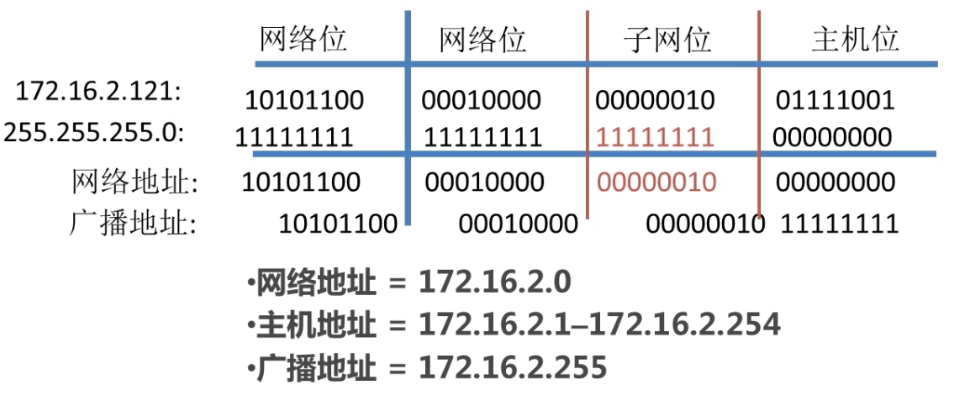 网络位 网络位 子网位 主机位
172.16.2.121: 10101100 00010000 00000010 01111001
255.255.255.0: 11111111 11111111 11111111 00000000
网络地址: 10101100 00010000 00000010 00000000
广播地址: 10101100 00010000 00000010 11111111
•网络地址 = 172.16.2.0
•主机地址 = 172.16.2.1–172.16.2.254
•广播地址 = 172.16.2.255